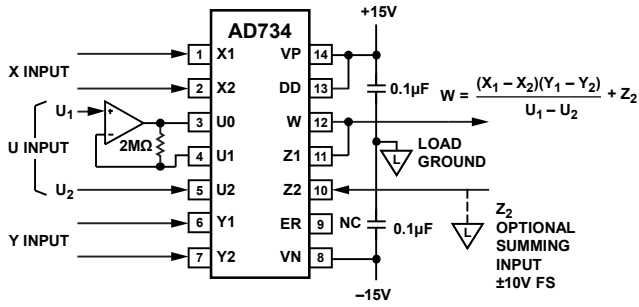 +15V
AD734
X INPUT
1 X1
2 X2
U INPUT
U1
+
–
2MΩ
3 U0
4 U1
U2
5 U2
Y INPUT
6 Y1
7 Y2
VP 14
DD 13
W 12
Z1 11
Z2 10
ER 9
VN 8
0.1µF
W = (X1 – X2)(Y1 – Y2) / U1 – U2 + Z2
L
LOAD
GROUND
NC
0.1µF
–15V
L
Z2
OPTIONAL
SUMMING
INPUT
±10V FS